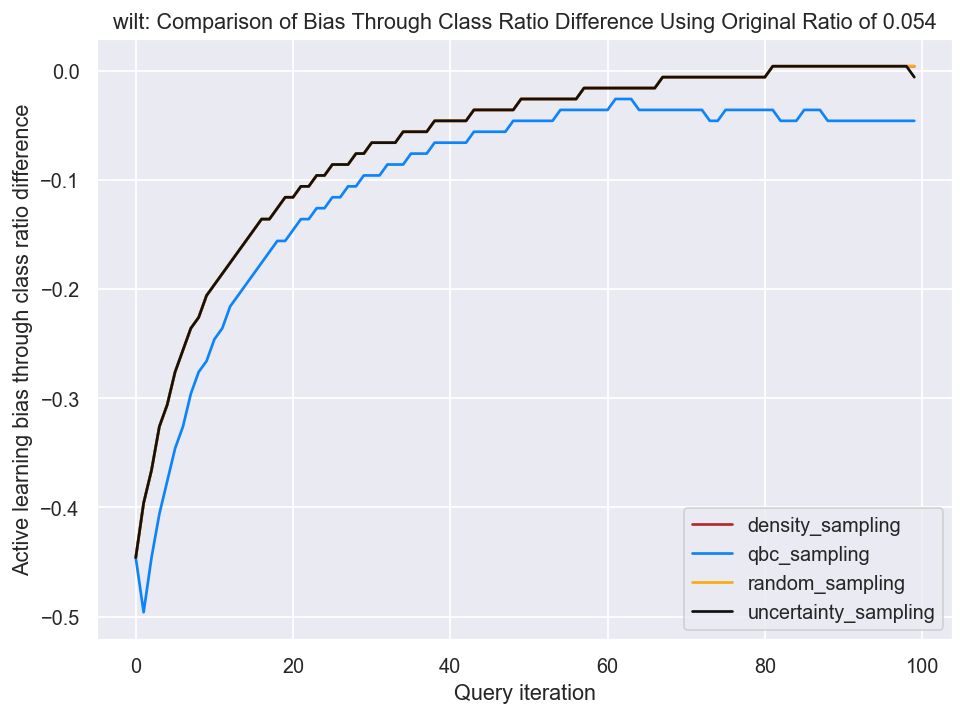 wilt: Comparison of Bias Through Class Ratio Difference Using Original Ratio of 0.054
Active learning bias through class ratio difference
0.0
−0.1
−0.2
−0.3
−0.4
−0.5
density_sampling
qbc_sampling
random_sampling
uncertainty_sampling
0 20 40 60 80 100
Query iteration